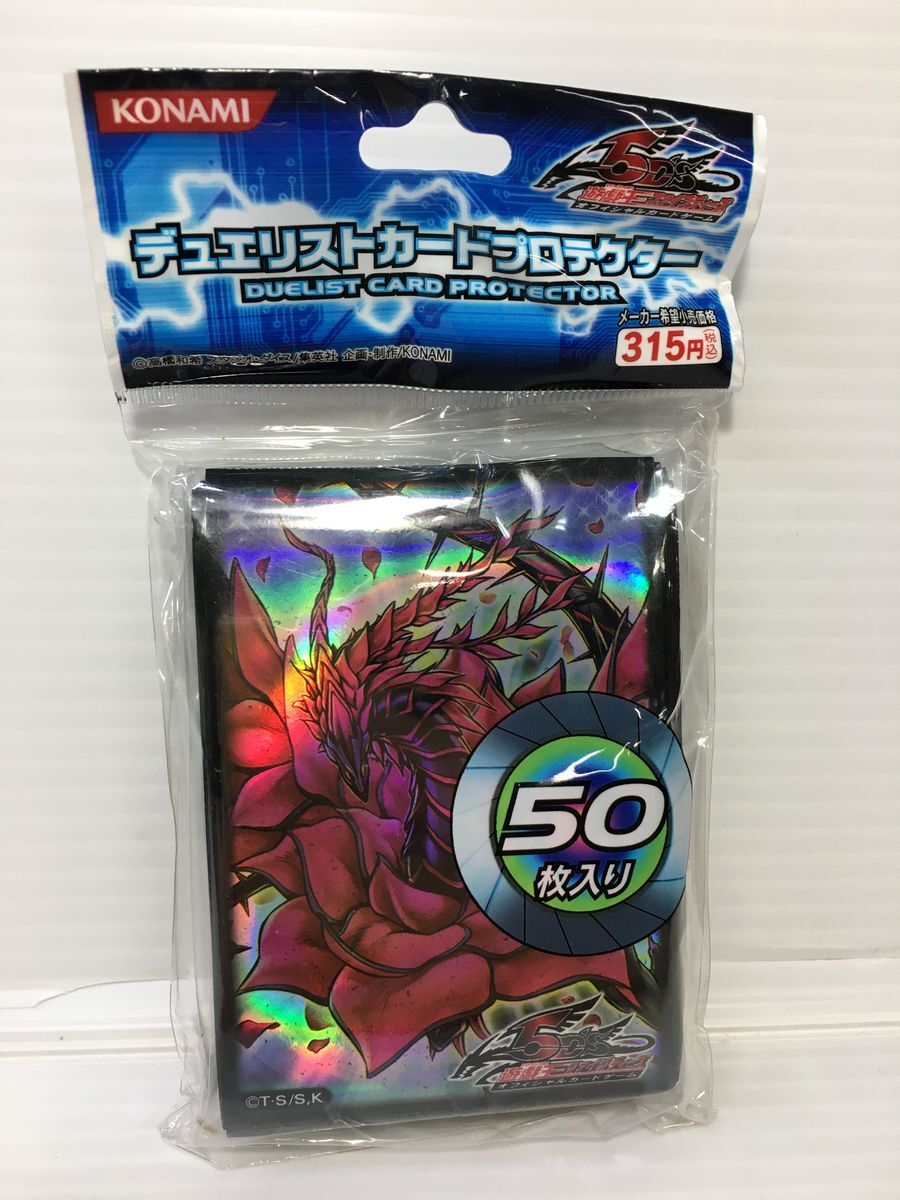 KONAMI
5D's
遊戯王ファイブディーズ
オフィシャルカードゲーム
デュエリストカードプロテクター
DUELIST CARD PROTECTOR
メーカー希望小売価格
315円(税込)
©高橋和希 スタジオ・ダイス/集英社 企画・制作/KONAMI
50
枚入り
5D's
遊戯王ファイブディーズ
オフィシャルカードゲーム
©T・S/S,K